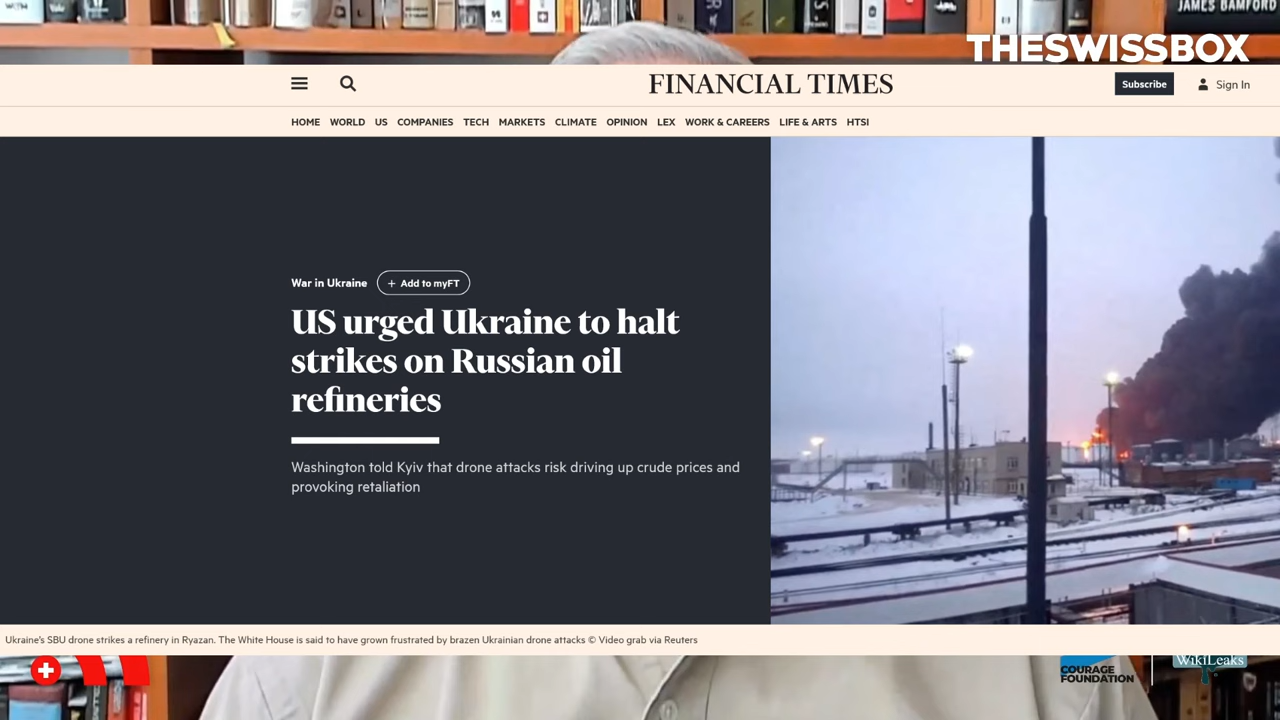 JAMES BAMFORD
THESWISSBOX
FINANCIAL TIMES
Subscribe
Sign In
HOME WORLD US COMPANIES TECH MARKETS CLIMATE OPINION LEX WORK & CAREERS LIFE & ARTS HTSI
War in Ukraine
+ Add to myFT
US urged Ukraine to halt
strikes on Russian oil
refineries
Washington told Kyiv that drone attacks risk driving up crude prices and
provoking retaliation
Ukraine's SBU drone strikes a refinery in Ryazan. The White House is said to have grown frustrated by brazen Ukrainian drone attacks © Video grab via Reuters
COURAGE
FOUNDATION
WikiLeaks